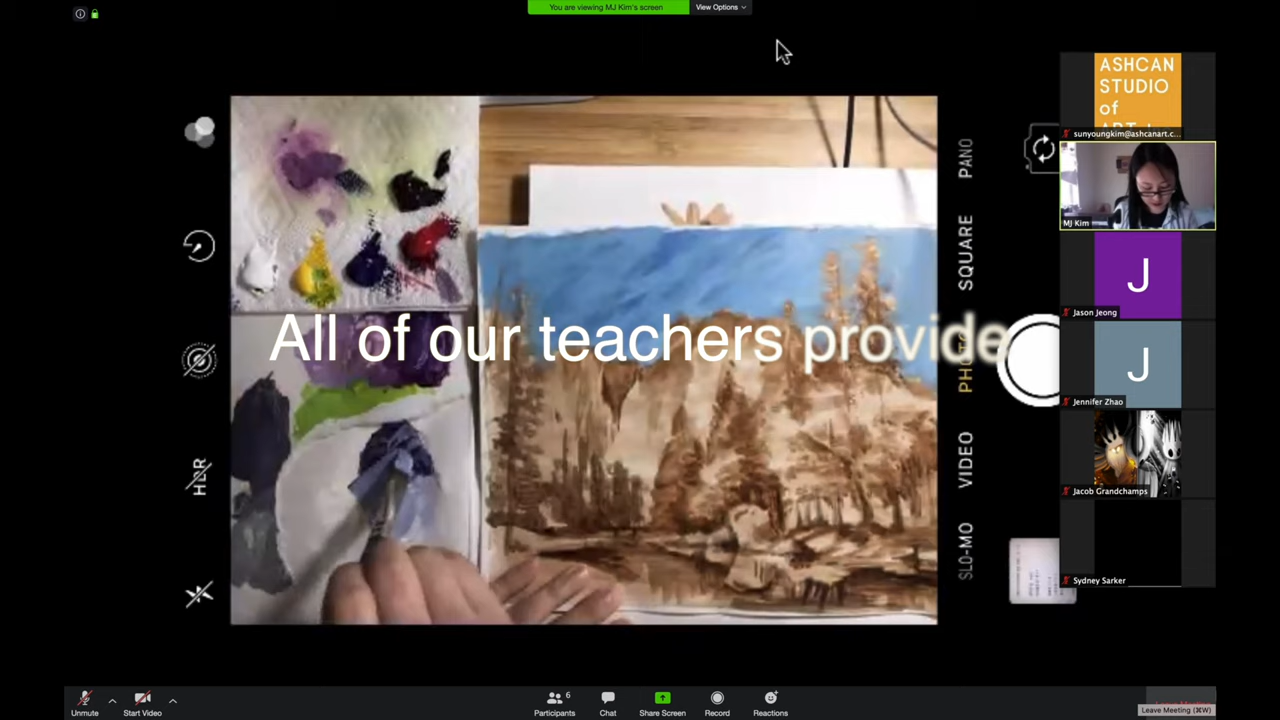 You are viewing MJ Kim's screen
View Options
ASHCAN
STUDIO
of
sunyoungkim@ashcanart.c...
MJ Kim
J
Jason Jeong
J
Jennifer Zhao
Jacob Grandchamps
Sydney Sarker
PANO
SQUARE
PHOTO
VIDEO
SLO-MO
HDR
All of our teachers provide
Unmute
Start Video
6
Participants
Chat
Share Screen
Record
Reactions
Leave Meeting (⌘W)